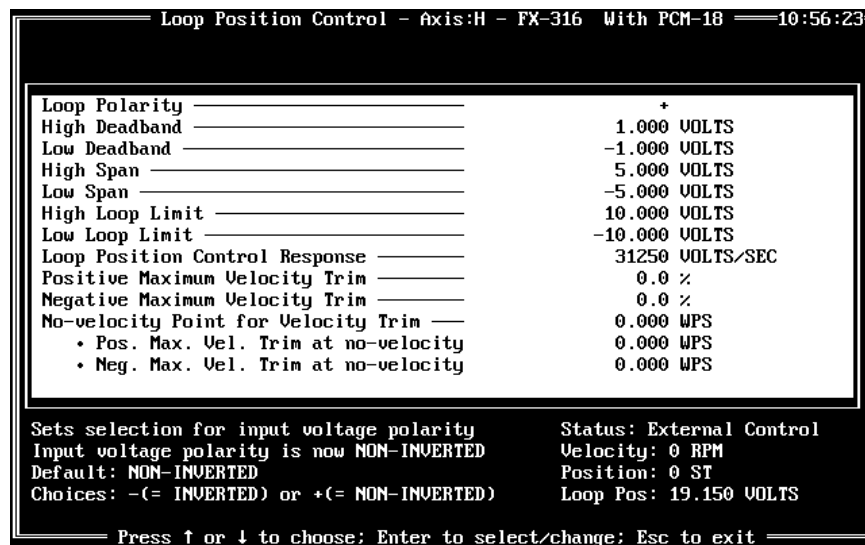 Loop Position Control - Axis:H - FX-316 With PCM-18 10:56:23
Loop Polarity +
High Deadband 1.000 VOLTS
Low Deadband -1.000 VOLTS
High Span 5.000 VOLTS
Low Span -5.000 VOLTS
High Loop Limit 10.000 VOLTS
Low Loop Limit -10.000 VOLTS
Loop Position Control Response 31250 VOLTS/SEC
Positive Maximum Velocity Trim 0.0 %
Negative Maximum Velocity Trim 0.0 %
No-velocity Point for Velocity Trim 0.000 WPS
• Pos. Max. Vel. Trim at no-velocity 0.000 WPS
• Neg. Max. Vel. Trim at no-velocity 0.000 WPS
Sets selection for input voltage polarity Status: External Control
Input voltage polarity is now NON-INVERTED Velocity: 0 RPM
Default: NON-INVERTED Position: 0 ST
Choices: -(= INVERTED) or +(= NON-INVERTED) Loop Pos: 19.150 VOLTS
Press ↑ or ↓ to choose; Enter to select/change; Esc to exit